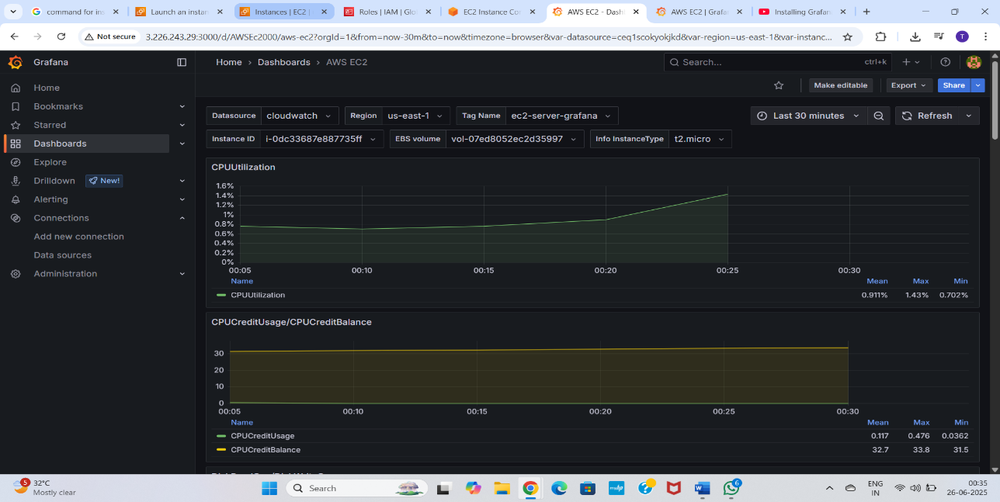 command for ins
Launch an instan
Instances | EC2 |
Roles | IAM | Glo
EC2 Instance Co
AWS EC2 - Dash
AWS EC2 | Grafa
Installing Grafan
Not secure
3.226.243.29:3000/d/AWSEc2000/aws-ec2?orgId=1&from=now-30m&to=now&timezone=browser&var-datasource=ceq1scokyokjkd&var-region=us-east-1&var-instanc...
T
Grafana
Home › Dashboards › AWS EC2
Search...
ctrl+k
Make editable
Export
Share
Home
Bookmarks
Starred
Dashboards
Explore
Drilldown New!
Alerting
Connections
Add new connection
Data sources
Administration
Datasource cloudwatch Region us-east-1 Tag Name ec2-server-grafana Last 30 minutes Refresh
Instance ID i-0dc33687e887735ff EBS volume vol-07ed8052ec2d35997 Info InstanceType t2.micro
CPUUtilization
1.6%
1.4%
1.2%
1%
0.8%
0.6%
0.4%
0.2%
0%
00:05 00:10 00:15 00:20 00:25 00:30
Name Mean Max Min
CPUUtilization 0.911% 1.43% 0.702%
CPUCreditUsage/CPUCreditBalance
30
20
10
0
00:05 00:10 00:15 00:20 00:25 00:30
Name Mean Max Min
CPUCreditUsage 0.117 0.476 0.0362
CPUCreditBalance 32.7 33.8 31.5
5
32°C
Mostly clear
Search
6
ENG
IN
00:35
26-06-2025